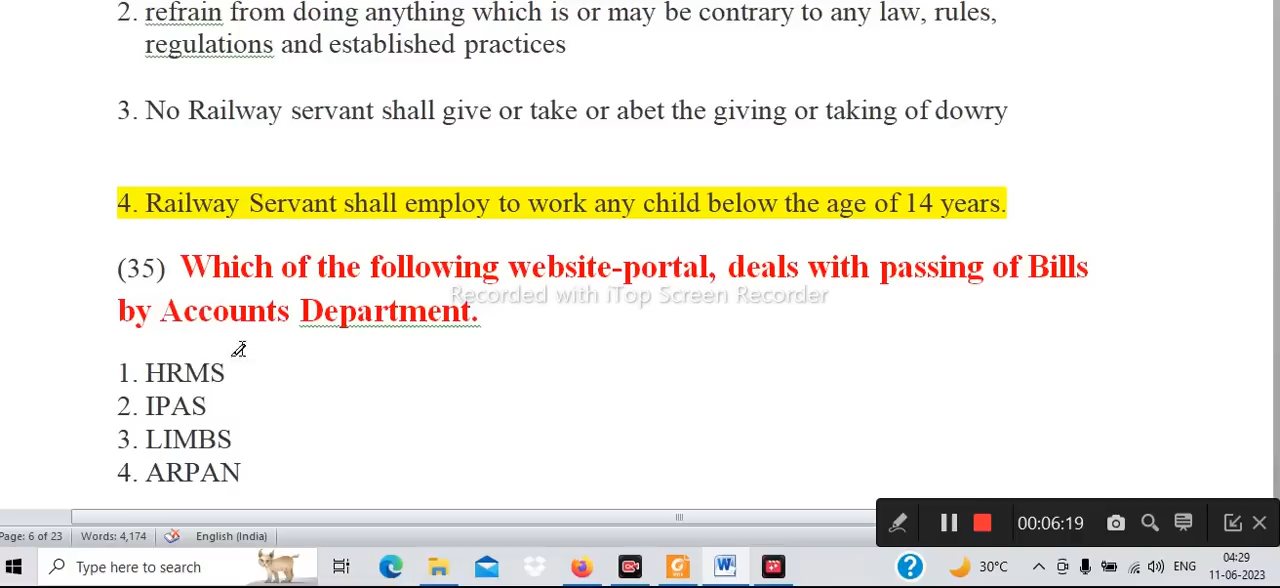 2. refrain from doing anything which is or may be contrary to any law, rules,
regulations and established practices
3. No Railway servant shall give or take or abet the giving or taking of dowry
4. Railway Servant shall employ to work any child below the age of 14 years.
(35) Which of the following website-portal, deals with passing of Bills
Recorded with iTop Screen Recorder
by Accounts Department.
1. HRMS
2. IPAS
3. LIMBS
4. ARPAN
00:06:19
Page: 6 of 23 Words: 4,174 English (India)
Type here to search 30°C ENG 04:29
11-06-2023